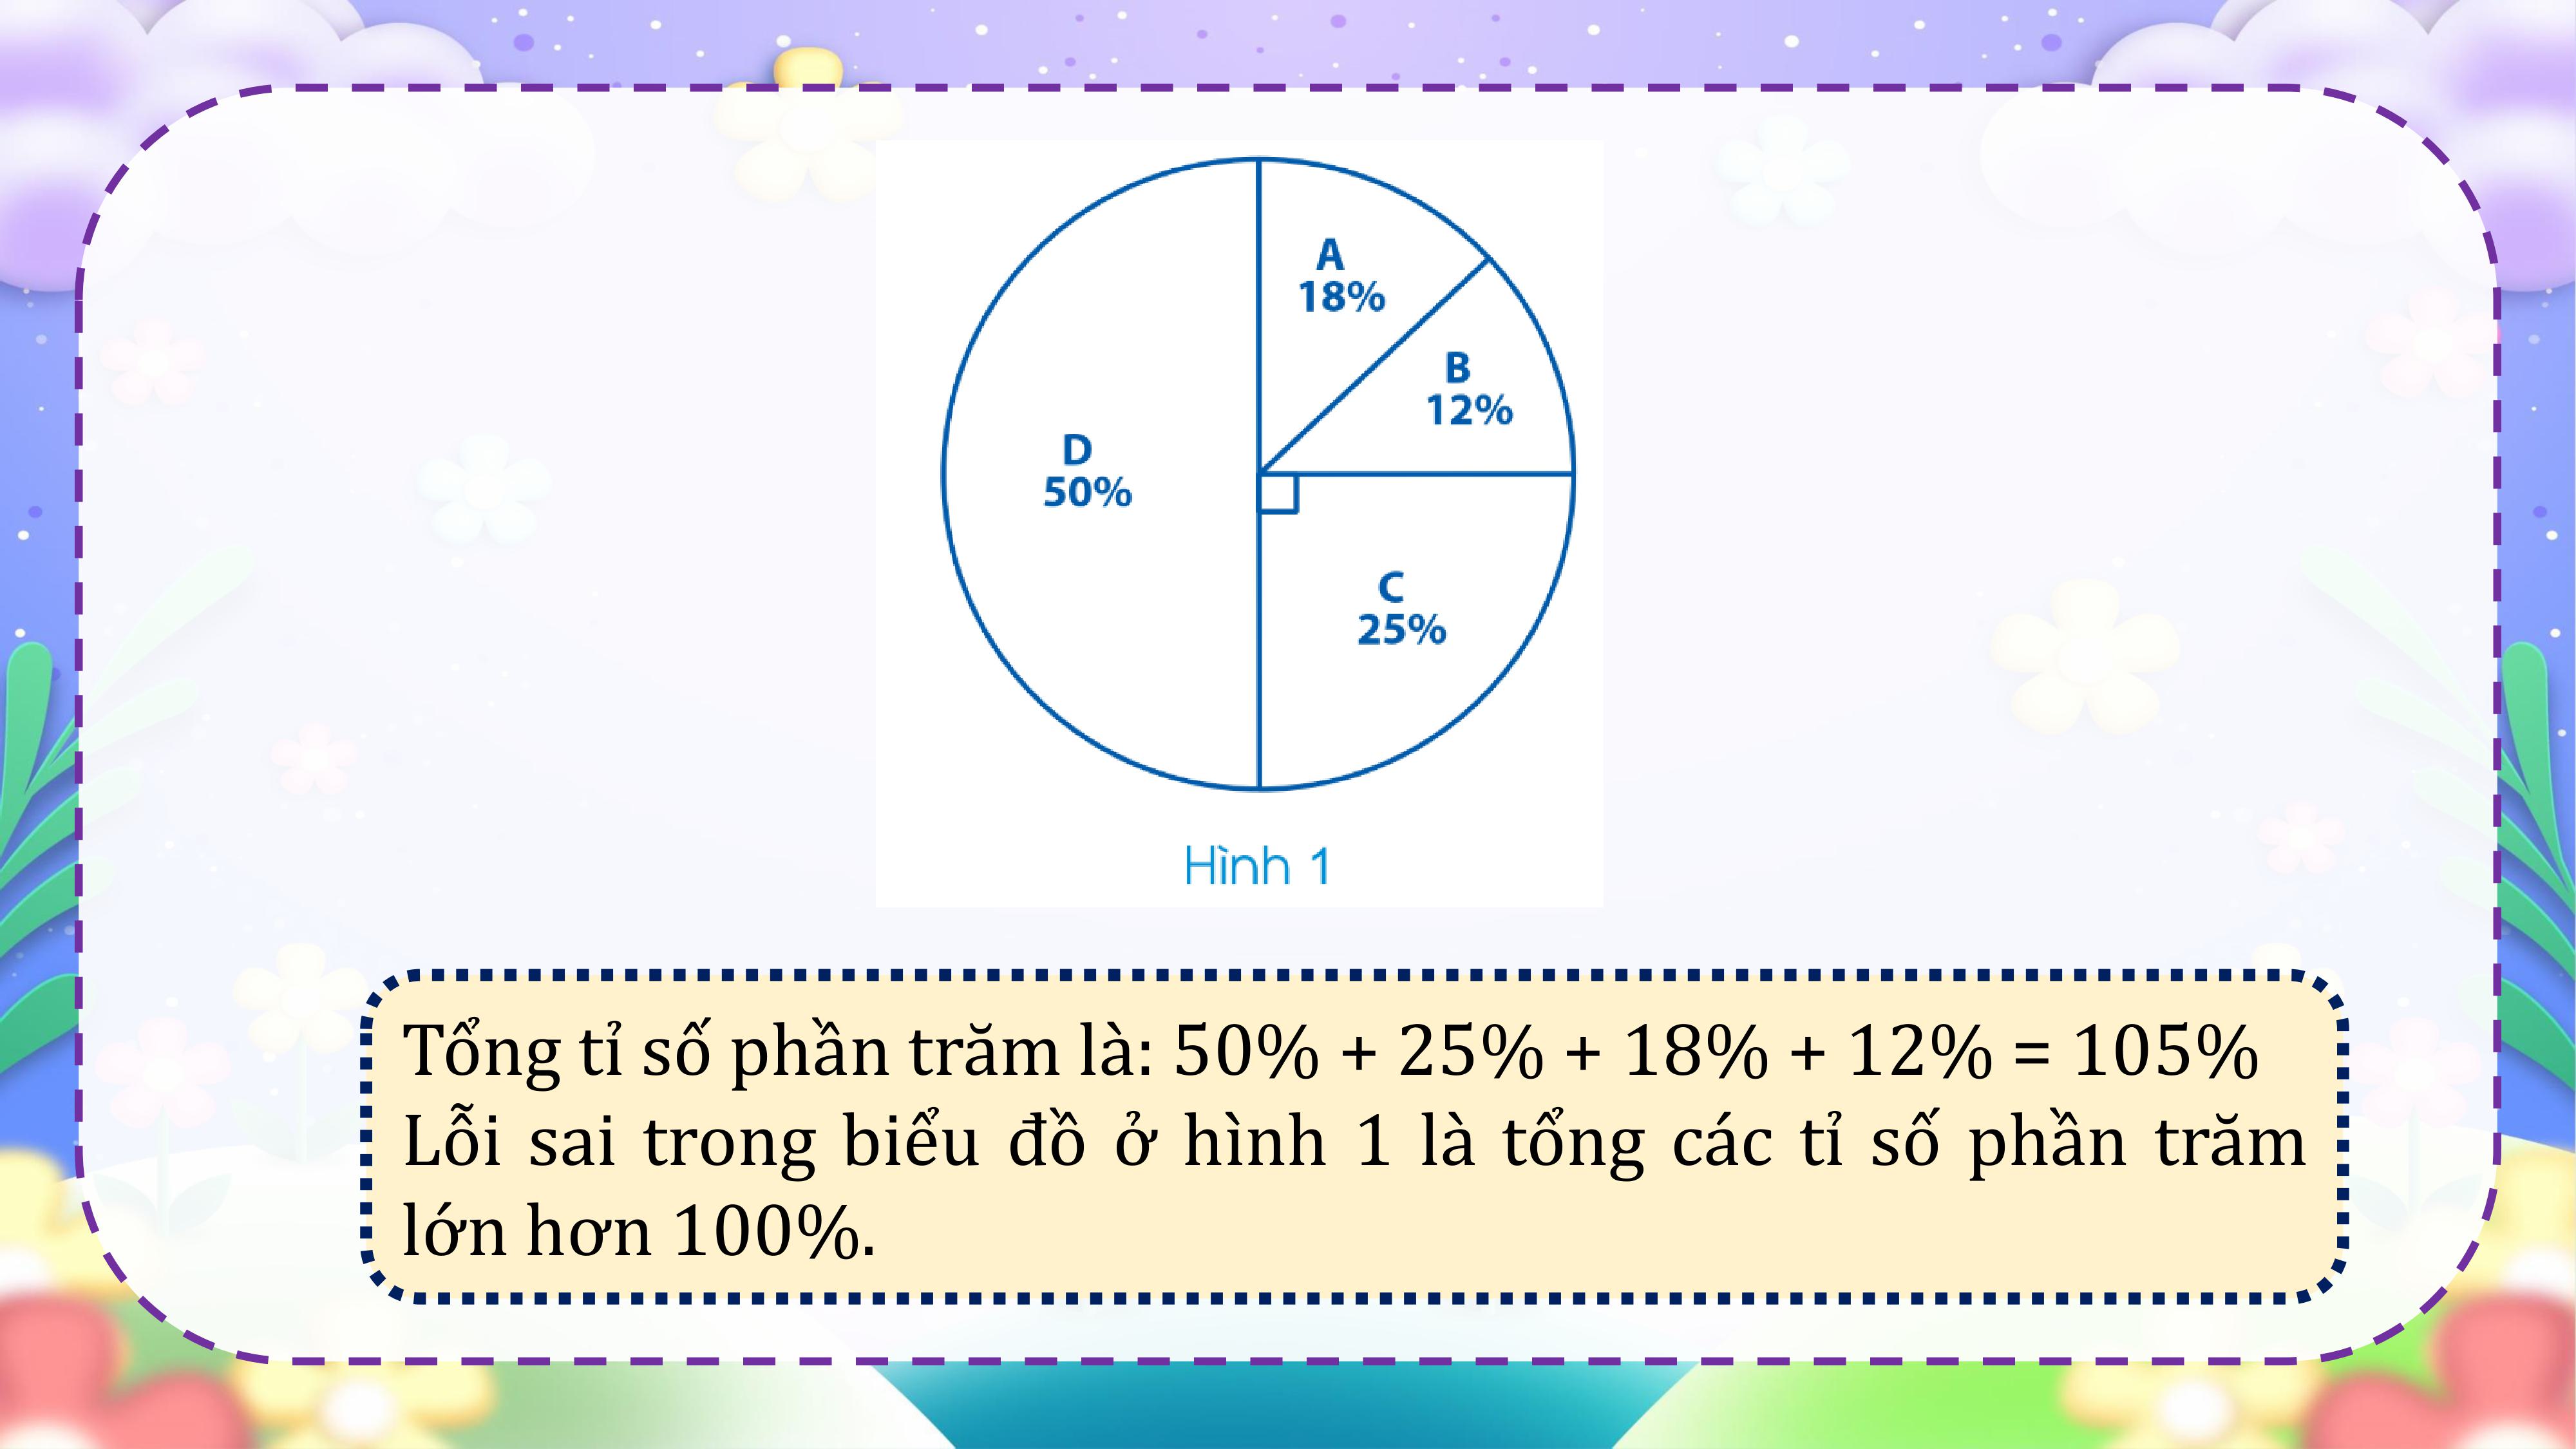 A
18%
B
12%
D
50%
C
25%
Hình 1
Tổng tỉ số phần trăm là: 50% + 25% + 18% + 12% = 105%
Lỗi sai trong biểu đồ ở hình 1 là tổng các tỉ số phần trăm
lớn hơn 100%.